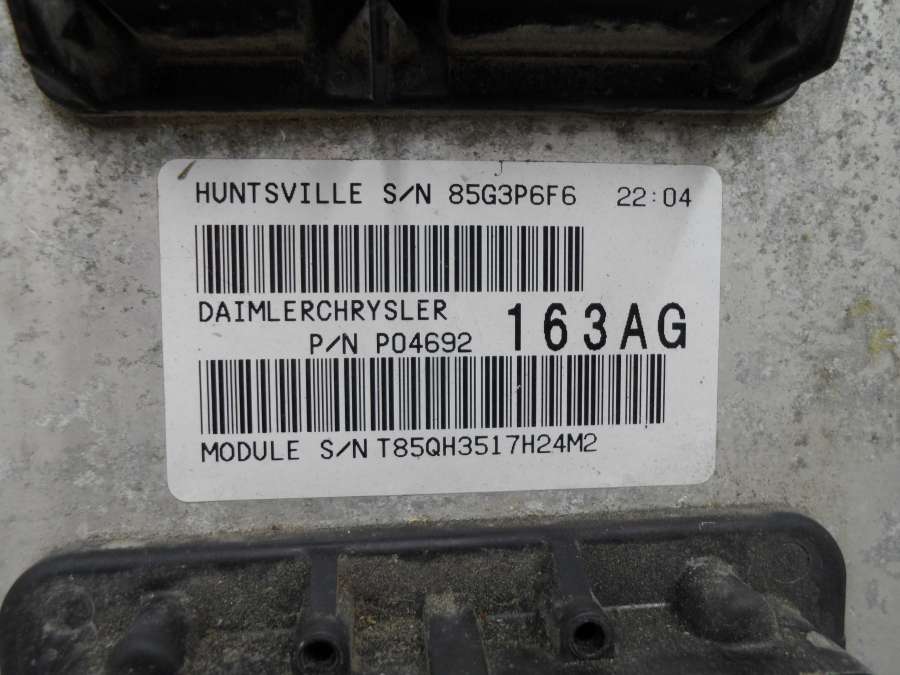 HUNTSVILLE S/N 85G3P6F6 22:04
DAIMLERCHRYSLER
P/N P04692 163AG
MODULE S/N T85QH3517H24M2